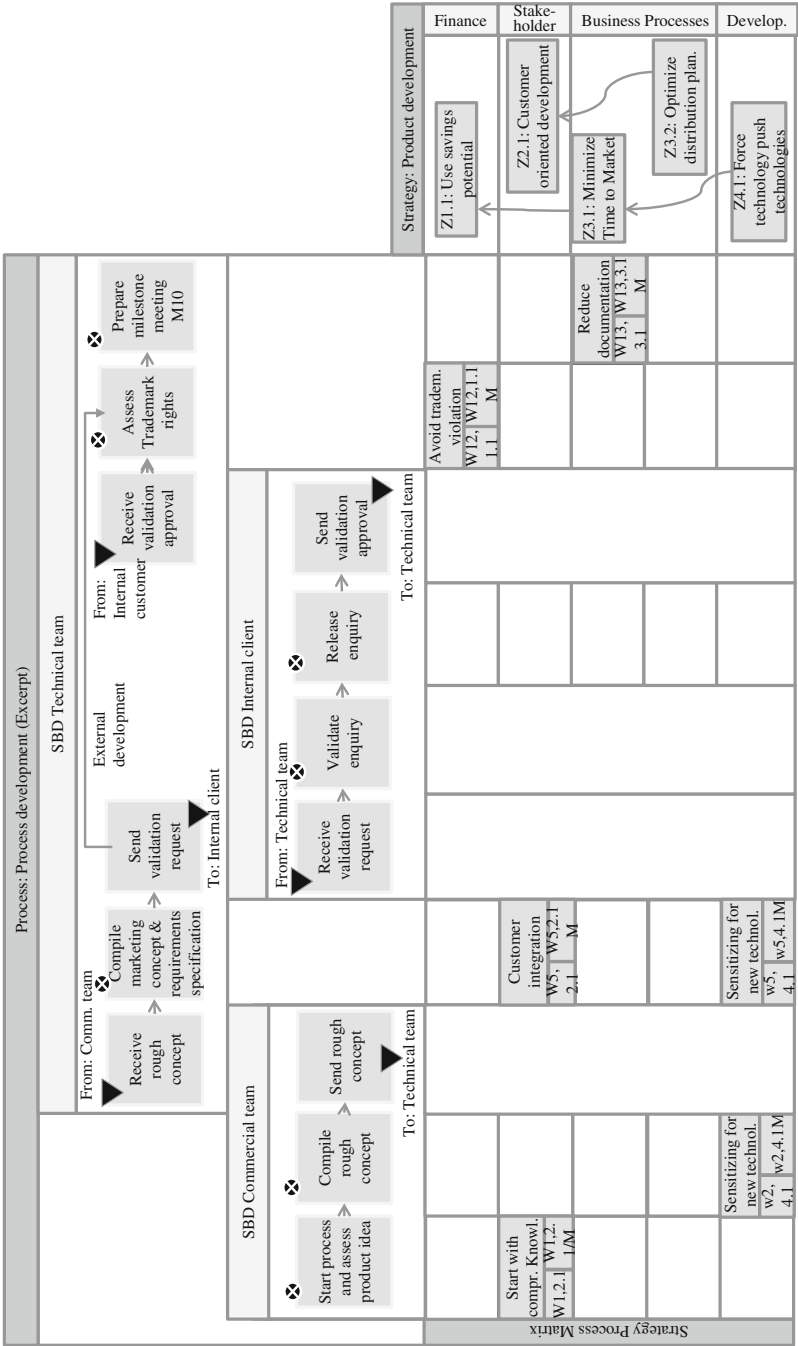 Process: Process development (Excerpt)
SBD Technical team
From: Comm. team
Receive
rough
concept
Compile
marketing
concept &
requirements
specification
Send
validation
request
To: Internal client
External
development
From:
Internal
customer
Receive
validation
approval
Assess
Trademark
rights
Prepare
milestone
meeting
M10
SBD Commercial team
Start process
and assess
product idea
Compile
rough
concept
Send rough
concept
To: Technical team
SBD Internal client
From: Technical team
Receive
validation
request
Validate
enquiry
Release
enquiry
Send
validation
approval
To: Technical team
Strategy: Product development
Finance
Stake-
holder
Business Processes
Develop.
Z1.1: Use savings
potential
Z2.1: Customer
oriented development
Z3.1: Minimize
Time to Market
Z3.2: Optimize
distribution plan.
Z4.1: Force
technology push
technologies
Strategy Process Matrix
Avoid tradem.
violation
W12, W12,1.1
1.1 M
Start with
compr. Knowl.
W1,2.1 W1,2.
1/M
Customer
integration
W5, W5,2.1
2.1 M
Reduce
documentation
W13, W13,3.1
3.1 M
Sensitizing for
new technol.
w2, w2,4.1M
4.1
Sensitizing for
new technol.
w5, w5,4.1M
4.1